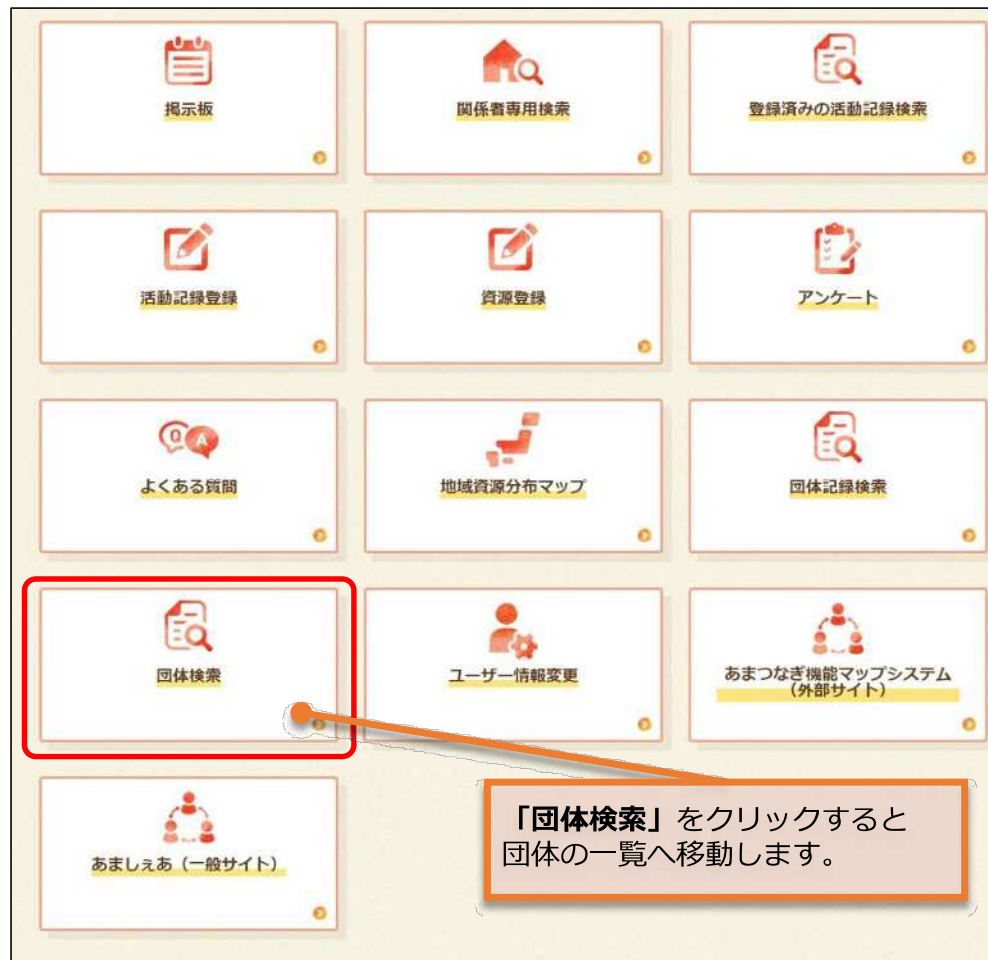 掲示板
関係者専用検索
登録済みの活動記録検索
活動記録登録
資源登録
アンケート
Q A
よくある質問
地域資源分布マップ
団体記録検索
団体検索
ユーザー情報変更
あまつなぎ機能マップシステム
（外部サイト）
「団体検索」をクリックすると
団体の一覧へ移動します。
あましぇあ（一般サイト）